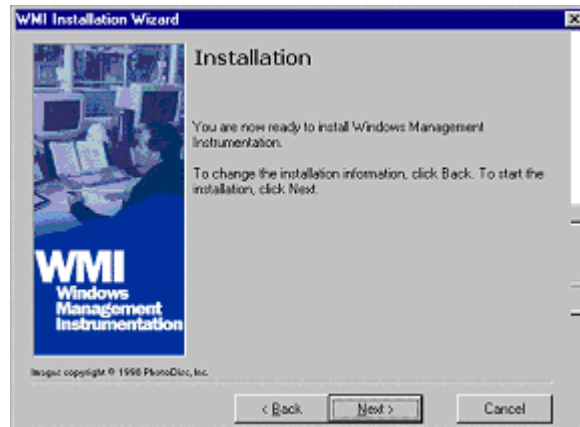 WMI Installation Wizard
Installation
You are now ready to install Windows Management
Instrumentation.
To change the installation information, click Back. To start the
installation, click Next.
WMI
Windows
Management
Instrumentation
Images copyright © 1998 PhotoDisc, Inc.
< Back
Next >
Cancel